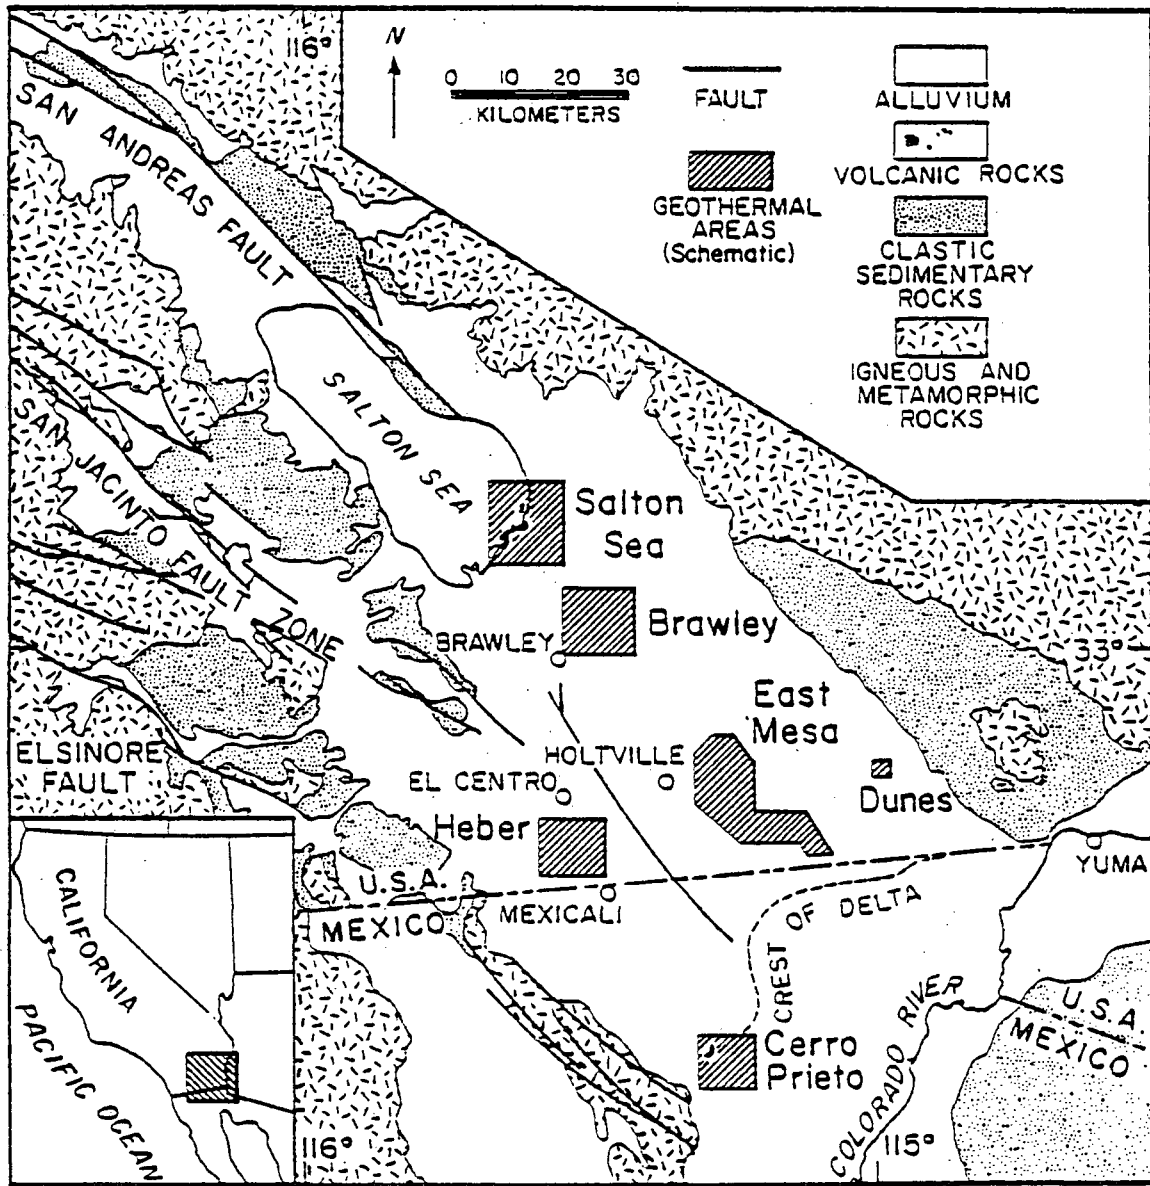 116°
N
0 10 20 30
KILOMETERS
FAULT
ALLUVIUM
VOLCANIC ROCKS
GEOTHERMAL
AREAS
(Schematic)
CLASTIC
SEDIMENTARY
ROCKS
IGNEOUS AND
METAMORPHIC
ROCKS
SAN ANDREAS FAULT
SALTON SEA
SAN JACINTO FAULT ZONE
Salton
Sea
BRAWLEY
Brawley
33°
East
Mesa
ELSINORE
FAULT
HOLTVILLE
EL CENTRO
Dunes
Heber
YUMA
U.S.A.
MEXICO
MEXICALI
CREST OF DELTA
COLORADO RIVER
U.S.A.
MEXICO
Cerro
Prieto
CALIFORNIA
PACIFIC OCEAN
116°
115°